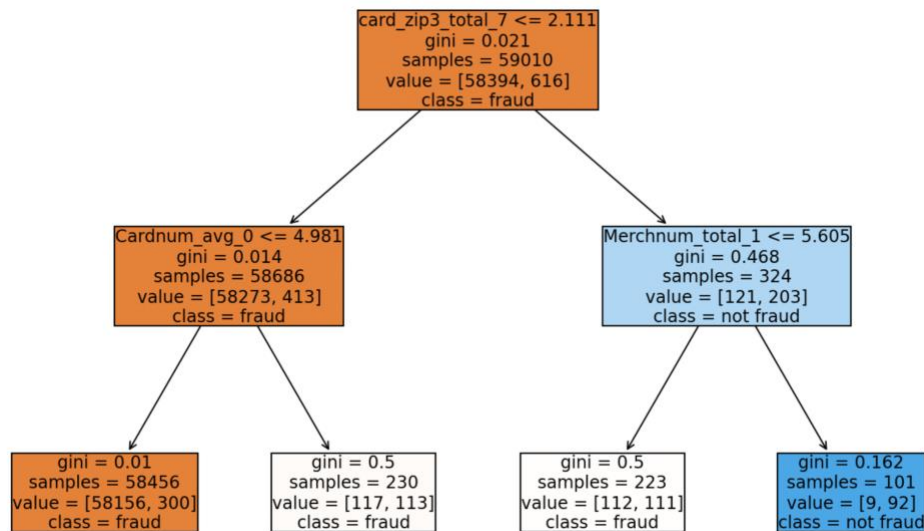 card_zip3_total_7 <= 2.111
gini = 0.021
samples = 59010
value = [58394, 616]
class = fraud
Cardnum_avg_0 <= 4.981
gini = 0.014
samples = 58686
value = [58273, 413]
class = fraud
Merchnum_total_1 <= 5.605
gini = 0.468
samples = 324
value = [121, 203]
class = not fraud
gini = 0.01
samples = 58456
value = [58156, 300]
class = fraud
gini = 0.5
samples = 230
value = [117, 113]
class = fraud
gini = 0.5
samples = 223
value = [112, 111]
class = fraud
gini = 0.162
samples = 101
value = [9, 92]
class = not fraud